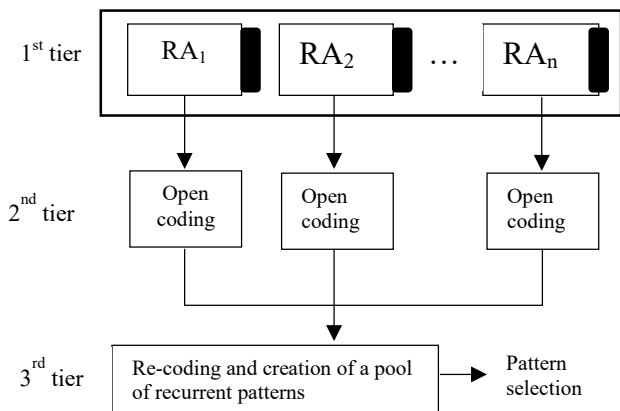 1st tier RA1 RA2 … RAn
Open Open Open
2nd tier coding coding coding
3rd tier Re-coding and creation of a pool Pattern
of recurrent patterns selection